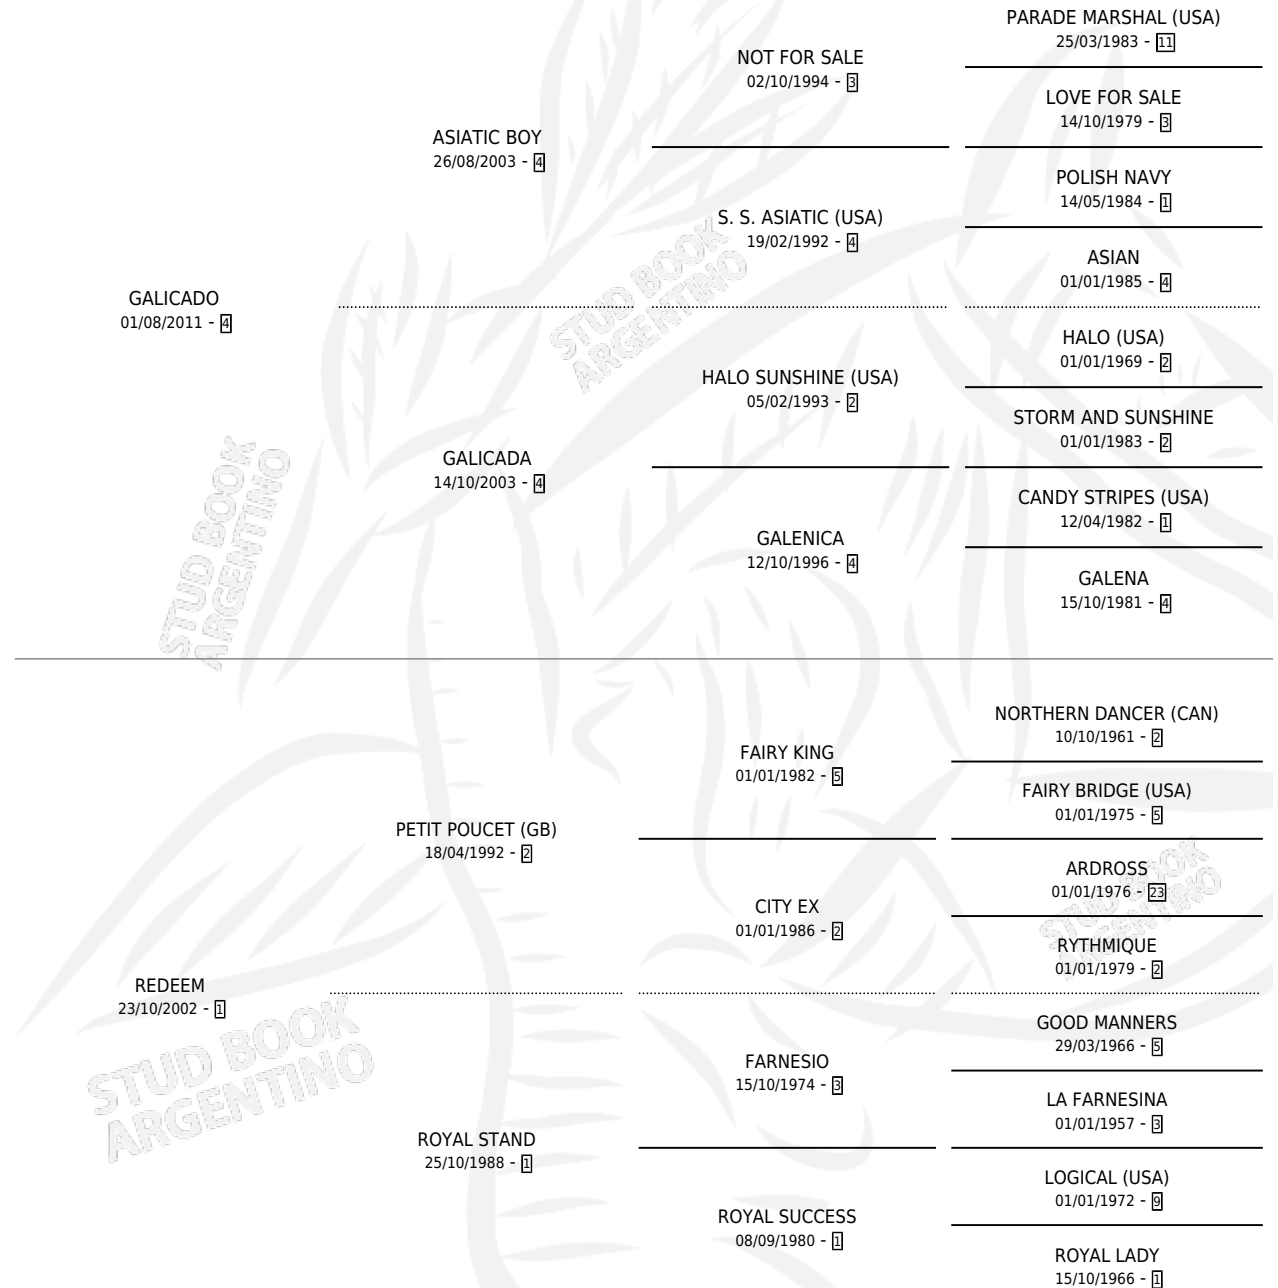 PARADE MARSHAL (USA)
25/03/1983 - 11
NOT FOR SALE
02/10/1994 - 3
LOVE FOR SALE
14/10/1979 - 3
ASIATIC BOY
26/08/2003 - 4
POLISH NAVY
14/05/1984 - 1
S. S. ASIATIC (USA)
19/02/1992 - 4
ASIAN
01/01/1985 - 4
GALICADO
01/08/2011 - 4
STUD BOOK
ARGENTINO
HALO (USA)
01/01/1969 - 2
HALO SUNSHINE (USA)
05/02/1993 - 2
STORM AND SUNSHINE
01/01/1983 - 2
GALICADA
14/10/2003 - 4
CANDY STRIPES (USA)
12/04/1982 - 1
GALENICA
12/10/1996 - 4
GALENA
15/10/1981 - 4
STUD BOOK
ARGENTINO
NORTHERN DANCER (CAN)
10/10/1961 - 2
FAIRY KING
01/01/1982 - 5
FAIRY BRIDGE (USA)
01/01/1975 - 5
PETIT POUCET (GB)
18/04/1992 - 2
ARDROSS
01/01/1976 - 23
CITY EX
01/01/1986 - 2
STUD BOOK
ARGENTINO
RYTHMIQUE
01/01/1979 - 2
REDEEM
23/10/2002 - 1
GOOD MANNERS
29/03/1966 - 5
FARNESIO
15/10/1974 - 3
STUD BOOK
ARGENTINO
LA FARNESINA
01/01/1957 - 3
ROYAL STAND
25/10/1988 - 1
LOGICAL (USA)
01/01/1972 - 9
ROYAL SUCCESS
08/09/1980 - 1
ROYAL LADY
15/10/1966 - 1